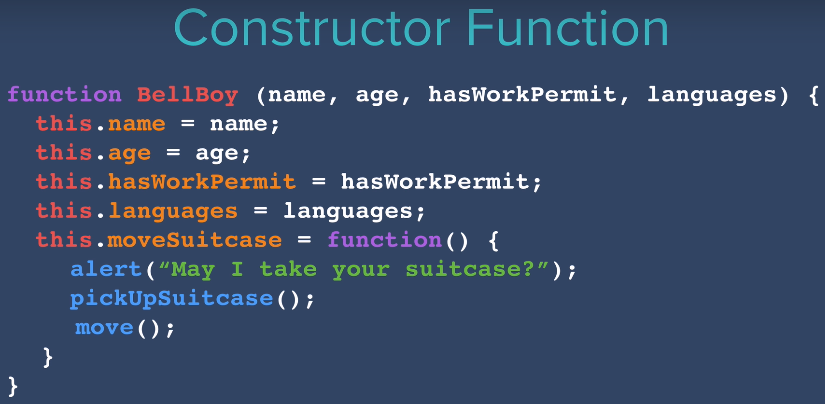 Constructor Function
function BellBoy (name, age, hasWorkPermit, languages) {
this.name = name;
this.age = age;
this.hasWorkPermit = hasWorkPermit;
this.languages = languages;
this.moveSuitcase = function() {
alert(“May I take your suitcase?”);
pickUpSuitcase();
move();
}
}